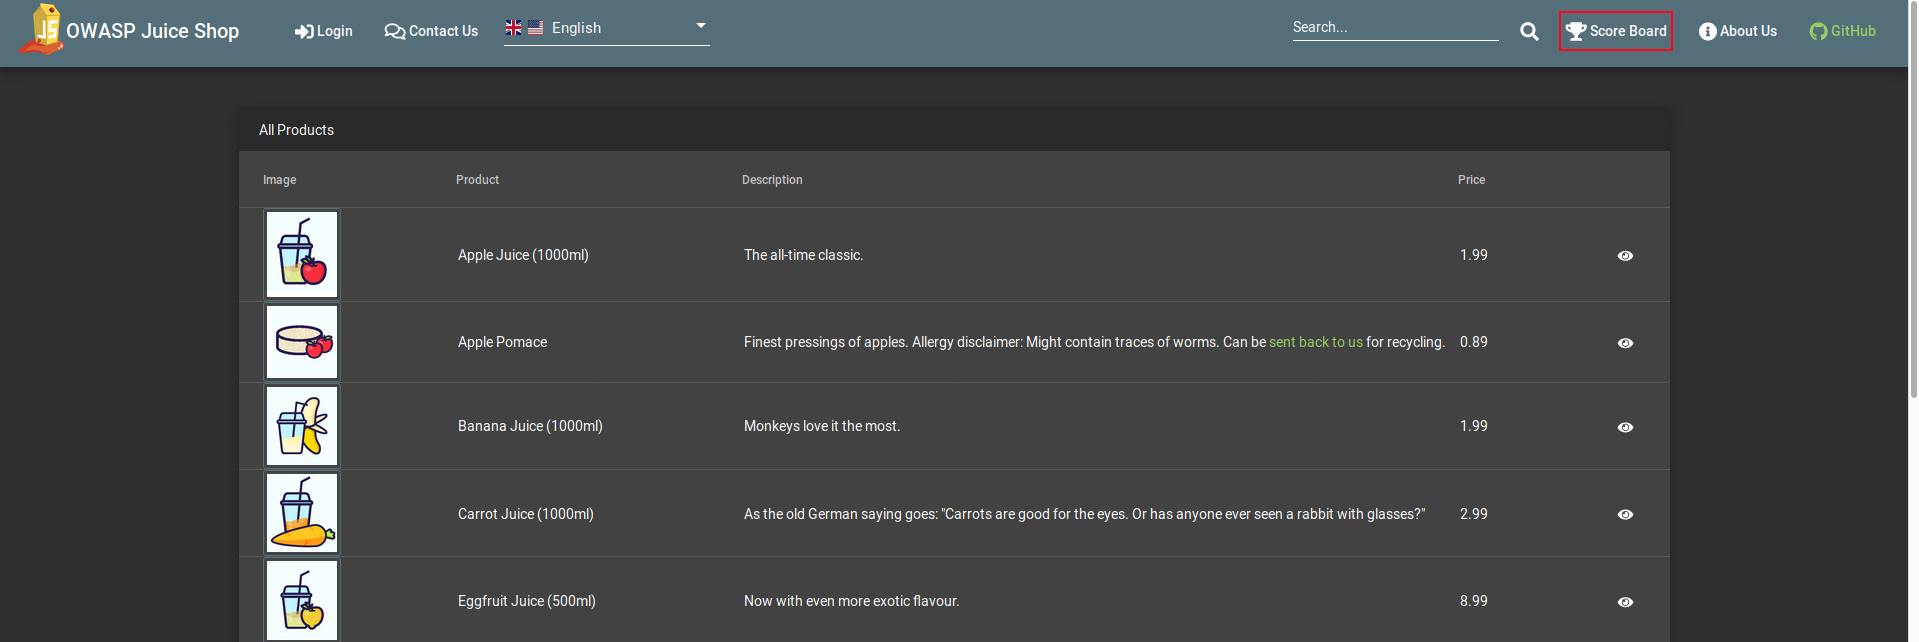 OWASP Juice Shop Login Contact Us English Search... Score Board About Us GitHub
All Products
Image Product Description Price
Apple Juice (1000ml) The all-time classic. 1.99
Apple Pomace Finest pressings of apples. Allergy disclaimer: Might contain traces of worms. Can be sent back to us for recycling. 0.89
Banana Juice (1000ml) Monkeys love it the most. 1.99
Carrot Juice (1000ml) As the old German saying goes: "Carrots are good for the eyes. Or has anyone ever seen a rabbit with glasses?" 2.99
Eggfruit Juice (500ml) Now with even more exotic flavour. 8.99